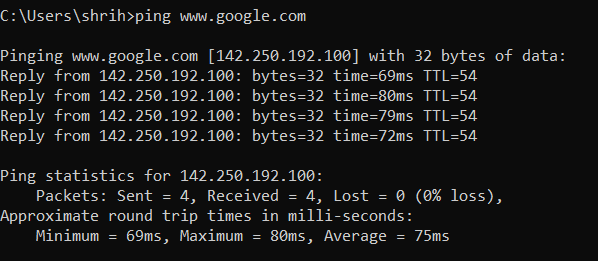 C:\Users\shrih>ping www.google.com
Pinging www.google.com [142.250.192.100] with 32 bytes of data:
Reply from 142.250.192.100: bytes=32 time=69ms TTL=54
Reply from 142.250.192.100: bytes=32 time=80ms TTL=54
Reply from 142.250.192.100: bytes=32 time=79ms TTL=54
Reply from 142.250.192.100: bytes=32 time=72ms TTL=54
Ping statistics for 142.250.192.100:
    Packets: Sent = 4, Received = 4, Lost = 0 (0% loss),
Approximate round trip times in milli-seconds:
    Minimum = 69ms, Maximum = 80ms, Average = 75ms